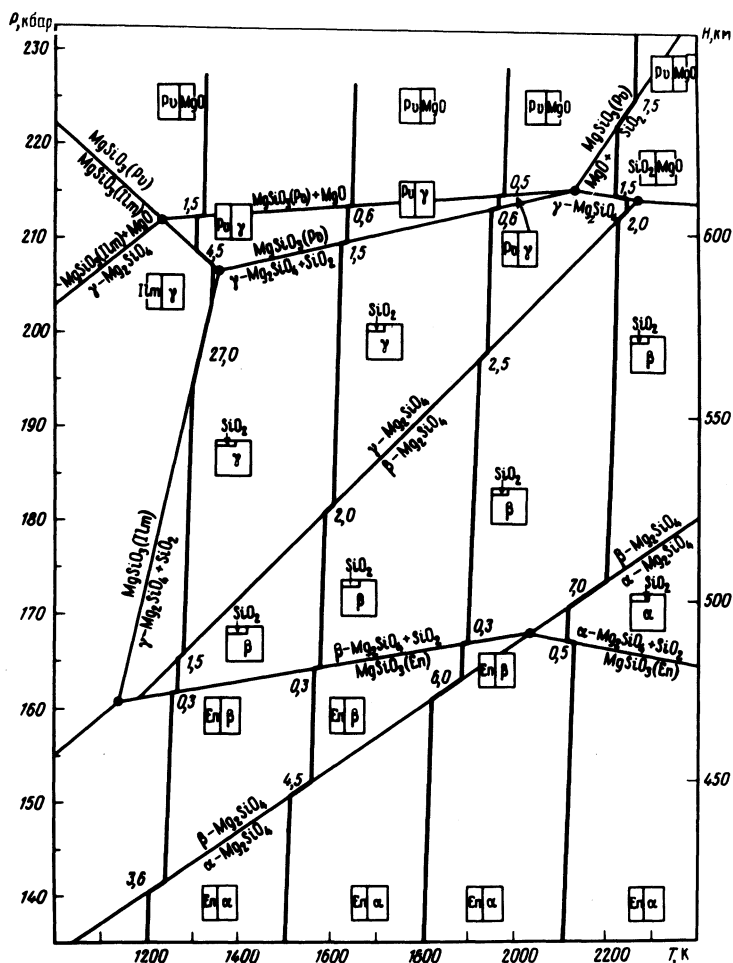 P, кбар
H, км
230
220
210
200
190
180
170
160
150
140
600
550
500
450
1200
1400
1600
1800
2000
2200
T, К
Pv MgO
Pv MgO
Pv MgO
Pv MgO
MgSiO₃(Pv)
MgSiO₃(Ilm)
MgSiO₃(Pv)
MgO + SiO₂
7,5
SiO₂ MgO
1,5
MgSiO₃(Pv) + MgO
0,5
1,5
Pv γ
Pv γ
0,6
0,6
γ-Mg₂SiO₄
2,0
MgSiO₃(Ilm) + MgO
γ-Mg₂SiO₄
4,5
MgSiO₃(Pv)
γ-Mg₂SiO₄ + SiO₂
1,5
Pv γ
Ilm γ
SiO₂
γ
SiO₂
β
27,0
2,5
γ-Mg₂SiO₄
β-Mg₂SiO₄
SiO₂
γ
SiO₂
β
MgSiO₃(Ilm)
γ-Mg₂SiO₄ + SiO₂
2,0
β-Mg₂SiO₄
α-Mg₂SiO₄
SiO₂
β
7,0
SiO₂
α
SiO₂
β
1,5
β-Mg₂SiO₄ + SiO₂
MgSiO₃(En)
0,3
α-Mg₂SiO₄ + SiO₂
MgSiO₃(En)
0,5
0,3
0,3
6,0
En β
En β
En β
4,5
β-Mg₂SiO₄
α-Mg₂SiO₄
3,6
En α
En α
En α
En α